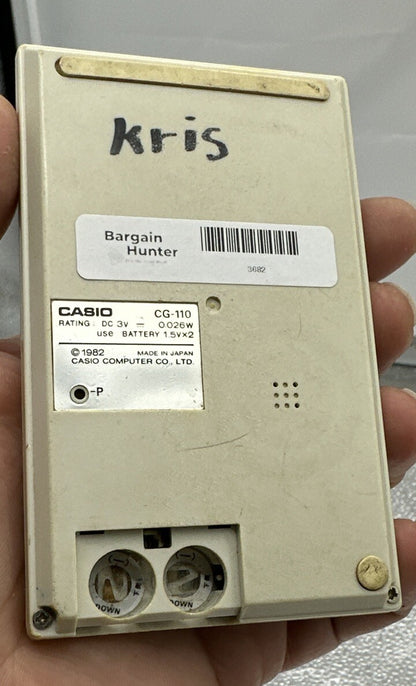 Kris
Bargain
Hunter
3682
CASIO CG-110
RATING: DC 3V ⎓ 0.026W
use BATTERY 1.5V×2
©1982 MADE IN JAPAN
CASIO COMPUTER CO., LTD.
-P
DOWN
DOWN